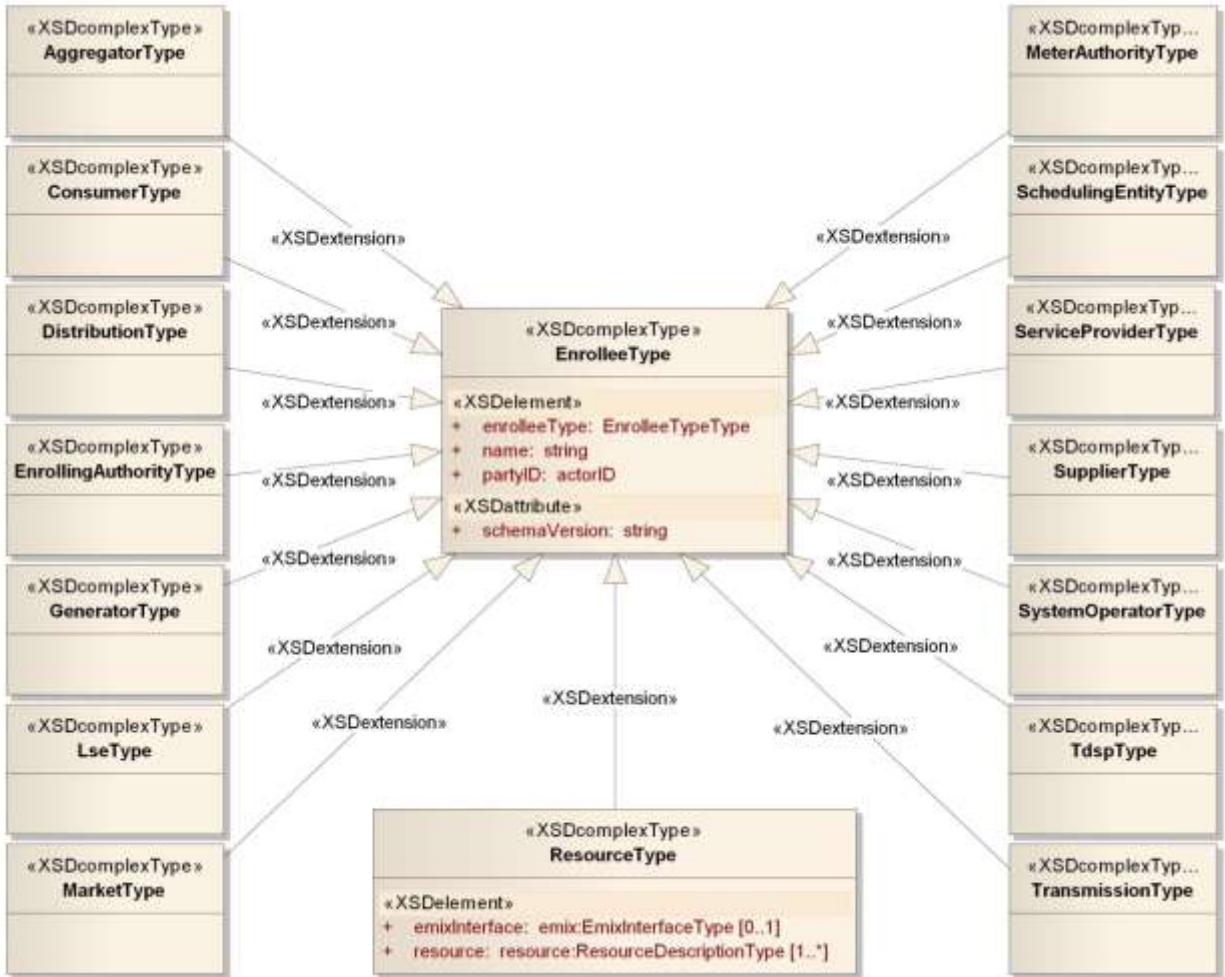 «XSDcomplexType»
AggregatorType
«XSDcomplexType»
ConsumerType
«XSDcomplexType»
DistributionType
«XSDcomplexType»
EnrollingAuthorityType
«XSDcomplexType»
GeneratorType
«XSDcomplexType»
LseType
«XSDcomplexType»
MarketType
«XSDextension»
«XSDextension»
«XSDextension»
«XSDextension»
«XSDextension»
«XSDextension»
«XSDextension»
«XSDcomplexType»
EnrolleeType
«XSDelement»
+ enrolleeType: EnrolleeTypeType
+ name: string
+ partyID: actorID
«XSDattribute»
+ schemaVersion: string
«XSDextension»
«XSDcomplexType»
ResourceType
«XSDelement»
+ emixInterface: emix:EmixInterfaceType [0..1]
+ resource: resource:ResourceDescriptionType [1..*]
«XSDextension»
«XSDextension»
«XSDextension»
«XSDextension»
«XSDextension»
«XSDextension»
«XSDextension»
«XSDcomplexTyp...
MeterAuthorityType
«XSDcomplexTyp...
SchedulingEntityType
«XSDcomplexTyp...
ServiceProviderType
«XSDcomplexTyp...
SupplierType
«XSDcomplexTyp...
SystemOperatorType
«XSDcomplexTyp...
TdspType
«XSDcomplexTyp...
TransmissionType